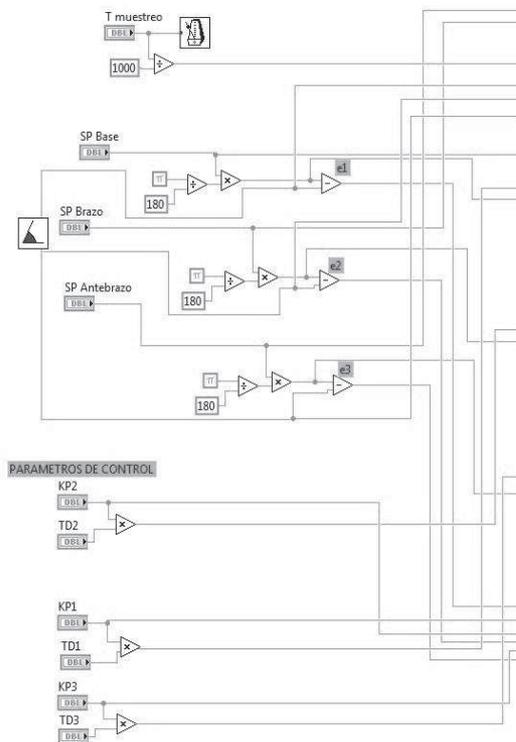 T muestreo
DBL
1000
÷
SP Base
DBL
π
÷
×
e1
-
180
SP Brazo
DBL
π
÷
×
e2
-
180
SP Antebrazo
DBL
π
÷
×
e3
-
180
PARAMETROS DE CONTROL
KP2
DBL
×
TD2
DBL
KP1
DBL
×
TD1
DBL
KP3
DBL
×
TD3
DBL